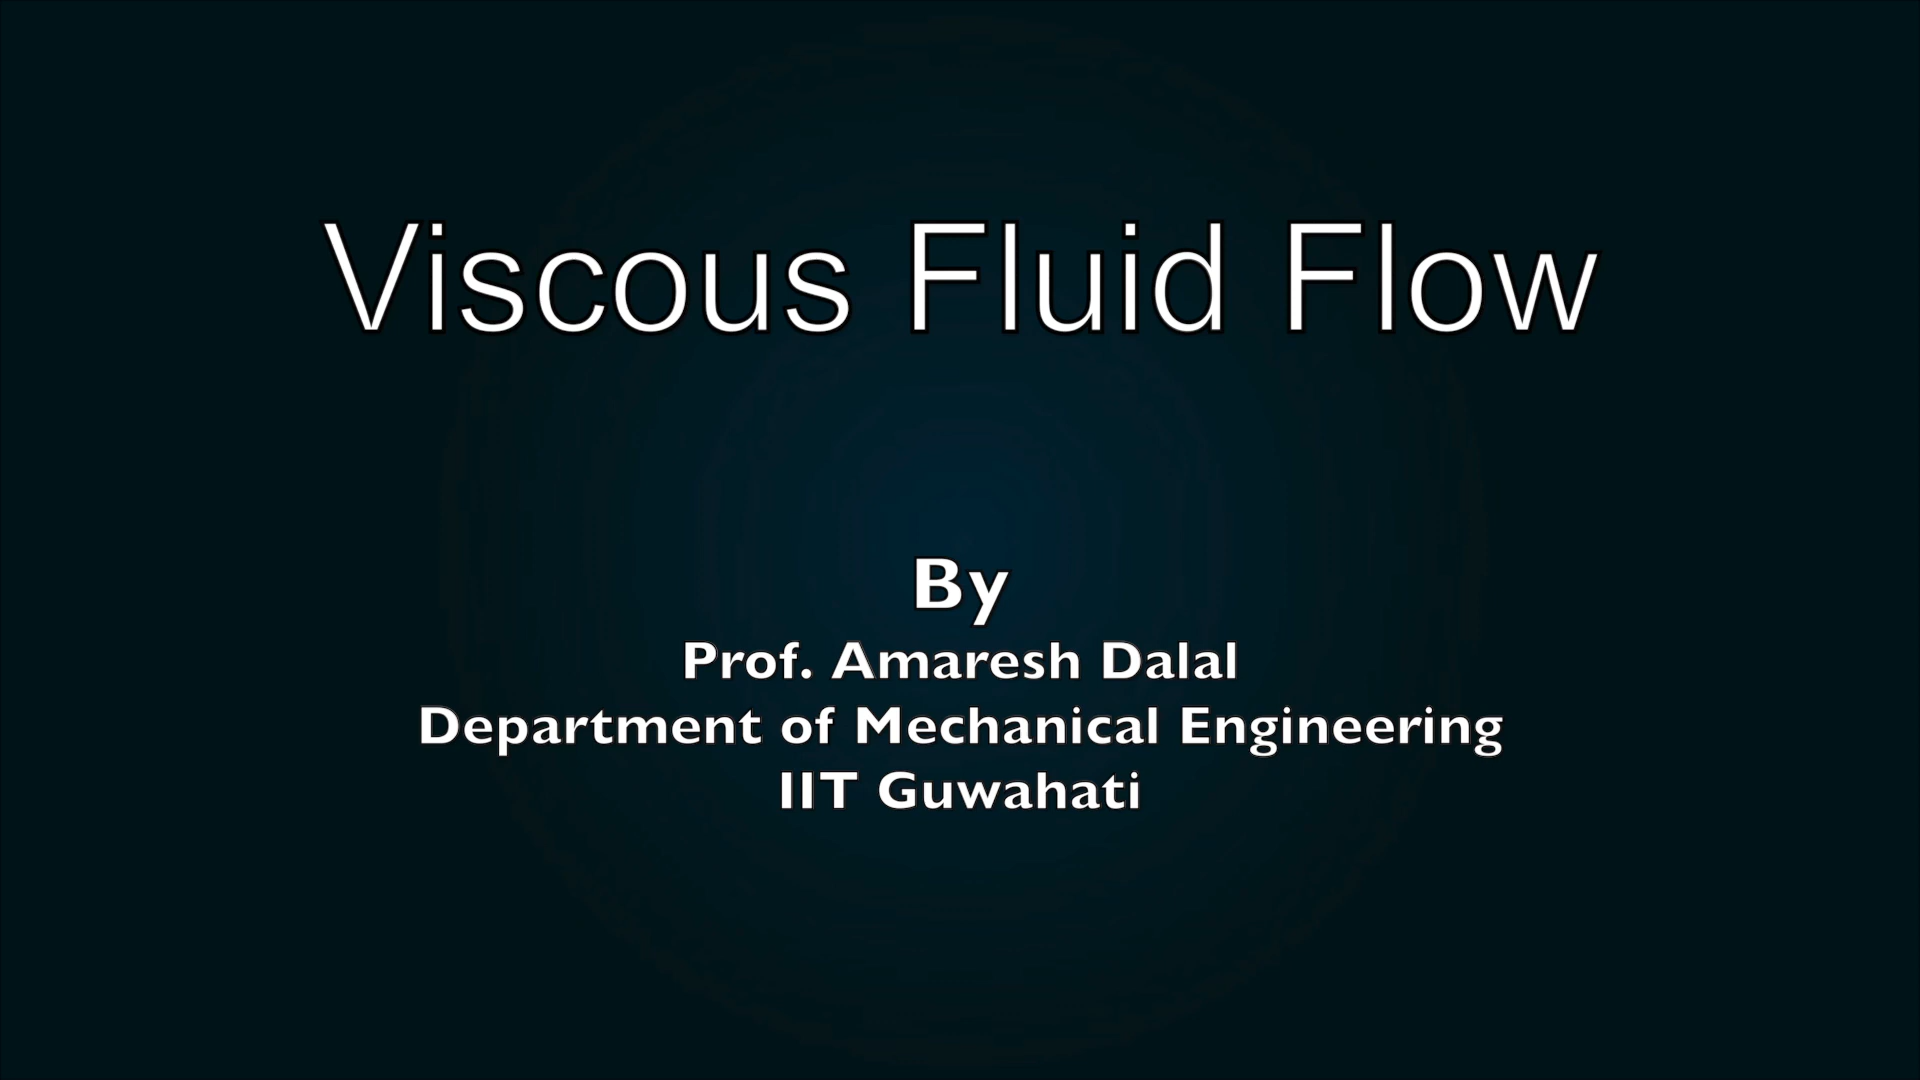 Viscous Fluid Flow
By
Prof. Amaresh Dalal
Department of Mechanical Engineering
IIT Guwahati